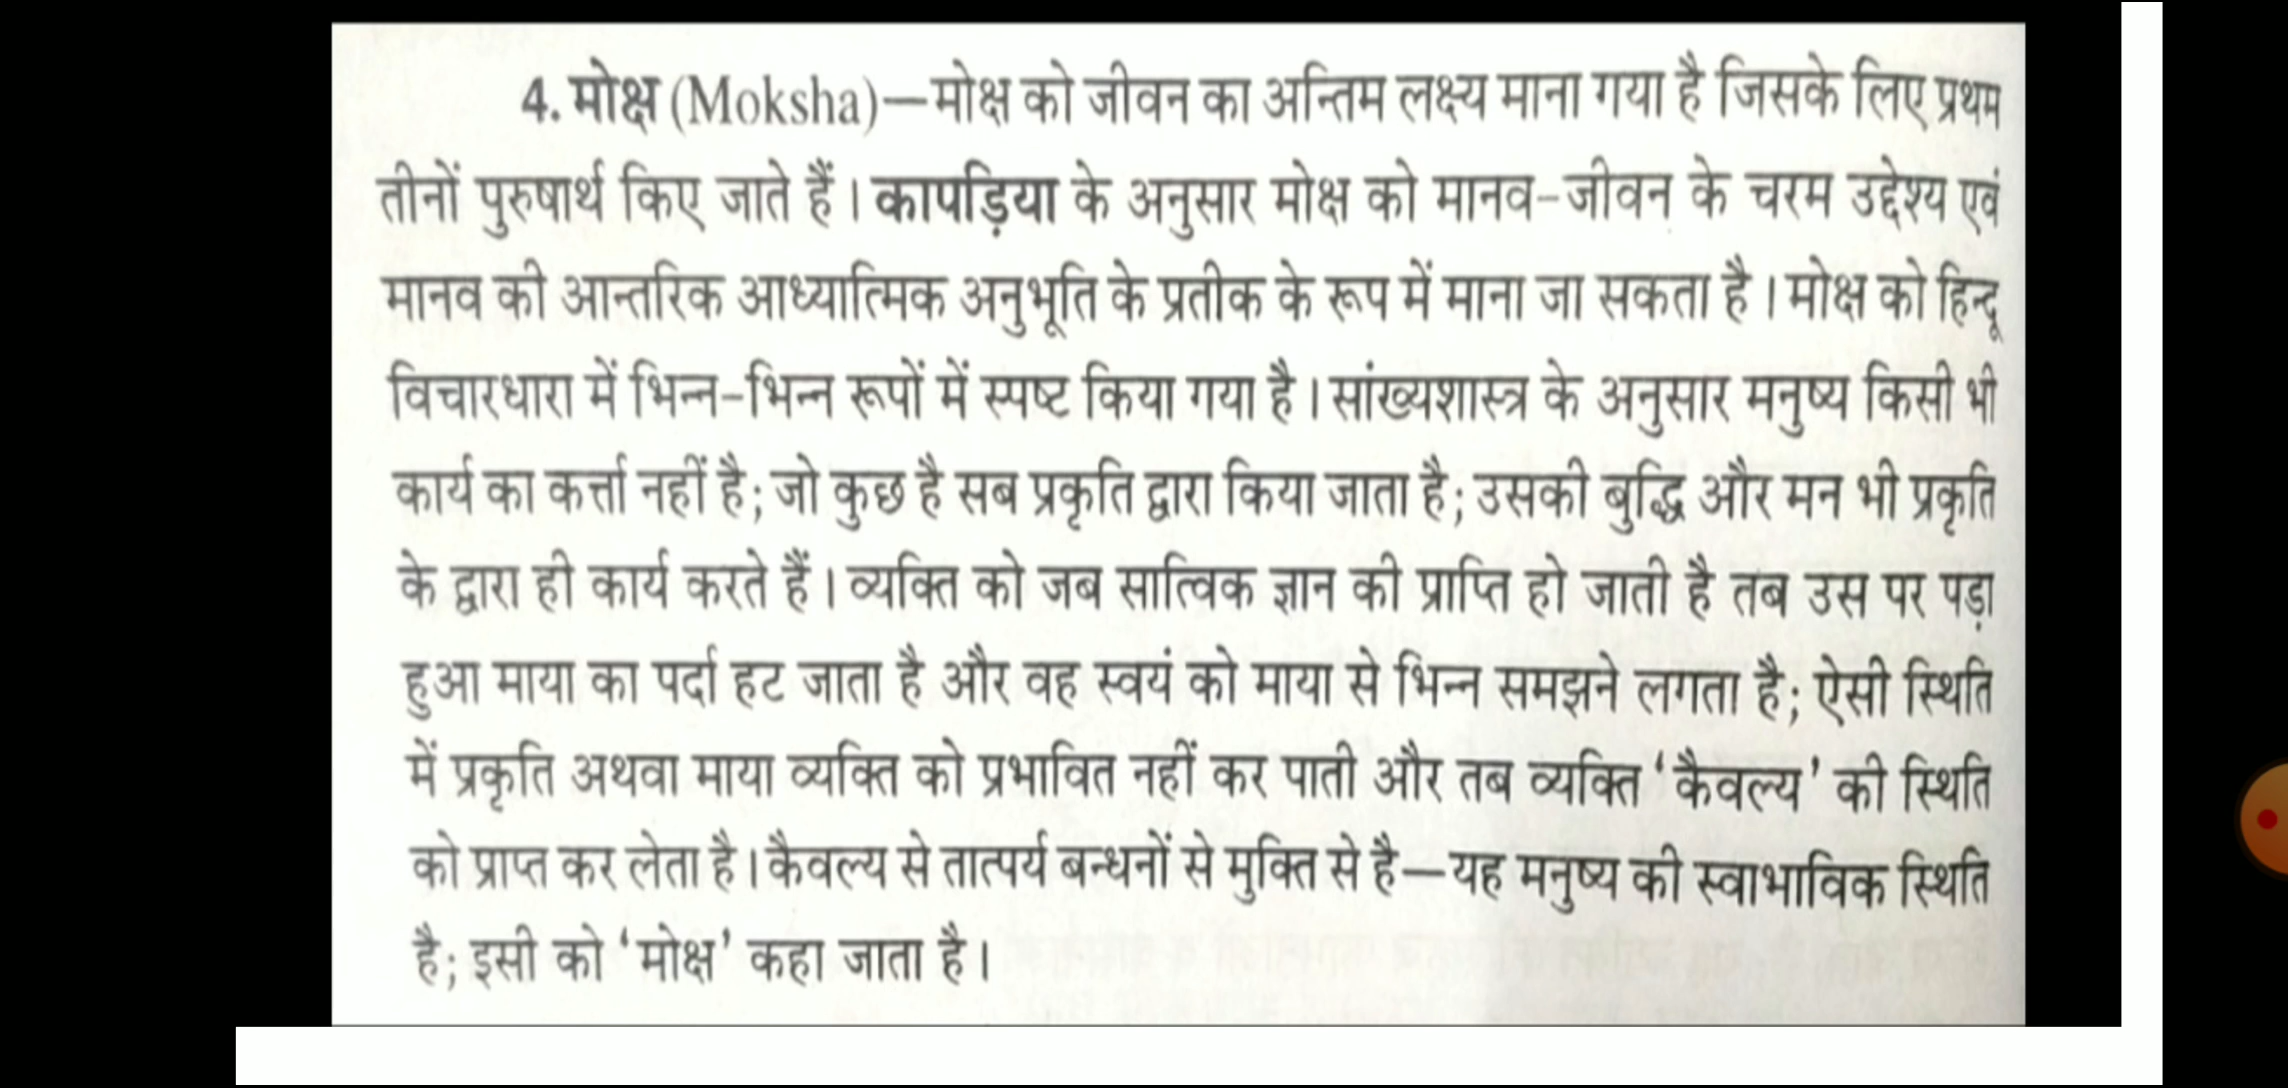 4. मोक्ष (Moksha)—मोक्ष को जीवन का अन्तिम लक्ष्य माना गया है जिसके लिए प्रथम
तीनों पुरुषार्थ किए जाते हैं। कापड़िया के अनुसार मोक्ष को मानव-जीवन के चरम उद्देश्य एवं
मानव की आन्तरिक आध्यात्मिक अनुभूति के प्रतीक के रूप में माना जा सकता है। मोक्ष को हिन्दू
विचारधारा में भिन्न-भिन्न रूपों में स्पष्ट किया गया है। सांख्यशास्त्र के अनुसार मनुष्य किसी भी
कार्य का कर्त्ता नहीं है; जो कुछ है सब प्रकृति द्वारा किया जाता है; उसकी बुद्धि और मन भी प्रकृति
के द्वारा ही कार्य करते हैं। व्यक्ति को जब सात्विक ज्ञान की प्राप्ति हो जाती है तब उस पर पड़ा
हुआ माया का पर्दा हट जाता है और वह स्वयं को माया से भिन्न समझने लगता है; ऐसी स्थिति
में प्रकृति अथवा माया व्यक्ति को प्रभावित नहीं कर पाती और तब व्यक्ति ‘कैवल्य’ की स्थिति
को प्राप्त कर लेता है। कैवल्य से तात्पर्य बन्धनों से मुक्ति से है—यह मनुष्य की स्वाभाविक स्थिति
है; इसी को ‘मोक्ष’ कहा जाता है।